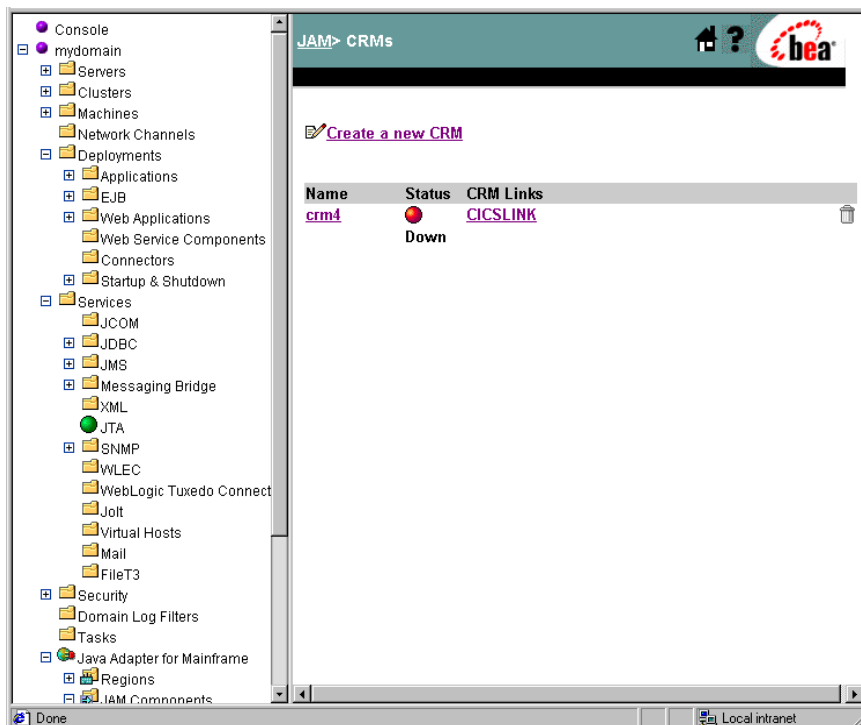 Console
mydomain
Servers
Clusters
Machines
Network Channels
Deployments
Applications
EJB
Web Applications
Web Service Components
Connectors
Startup & Shutdown
Services
JCOM
JDBC
JMS
Messaging Bridge
XML
JTA
SNMP
WLEC
WebLogic Tuxedo Connect
Jolt
Virtual Hosts
Mail
FileT3
Security
Domain Log Filters
Tasks
Java Adapter for Mainframe
Regions
JAM Components
JAM> CRMs
?
bea
Create a new CRM
Name Status CRM Links
crm4 CICSLINK
Down
Done Local intranet